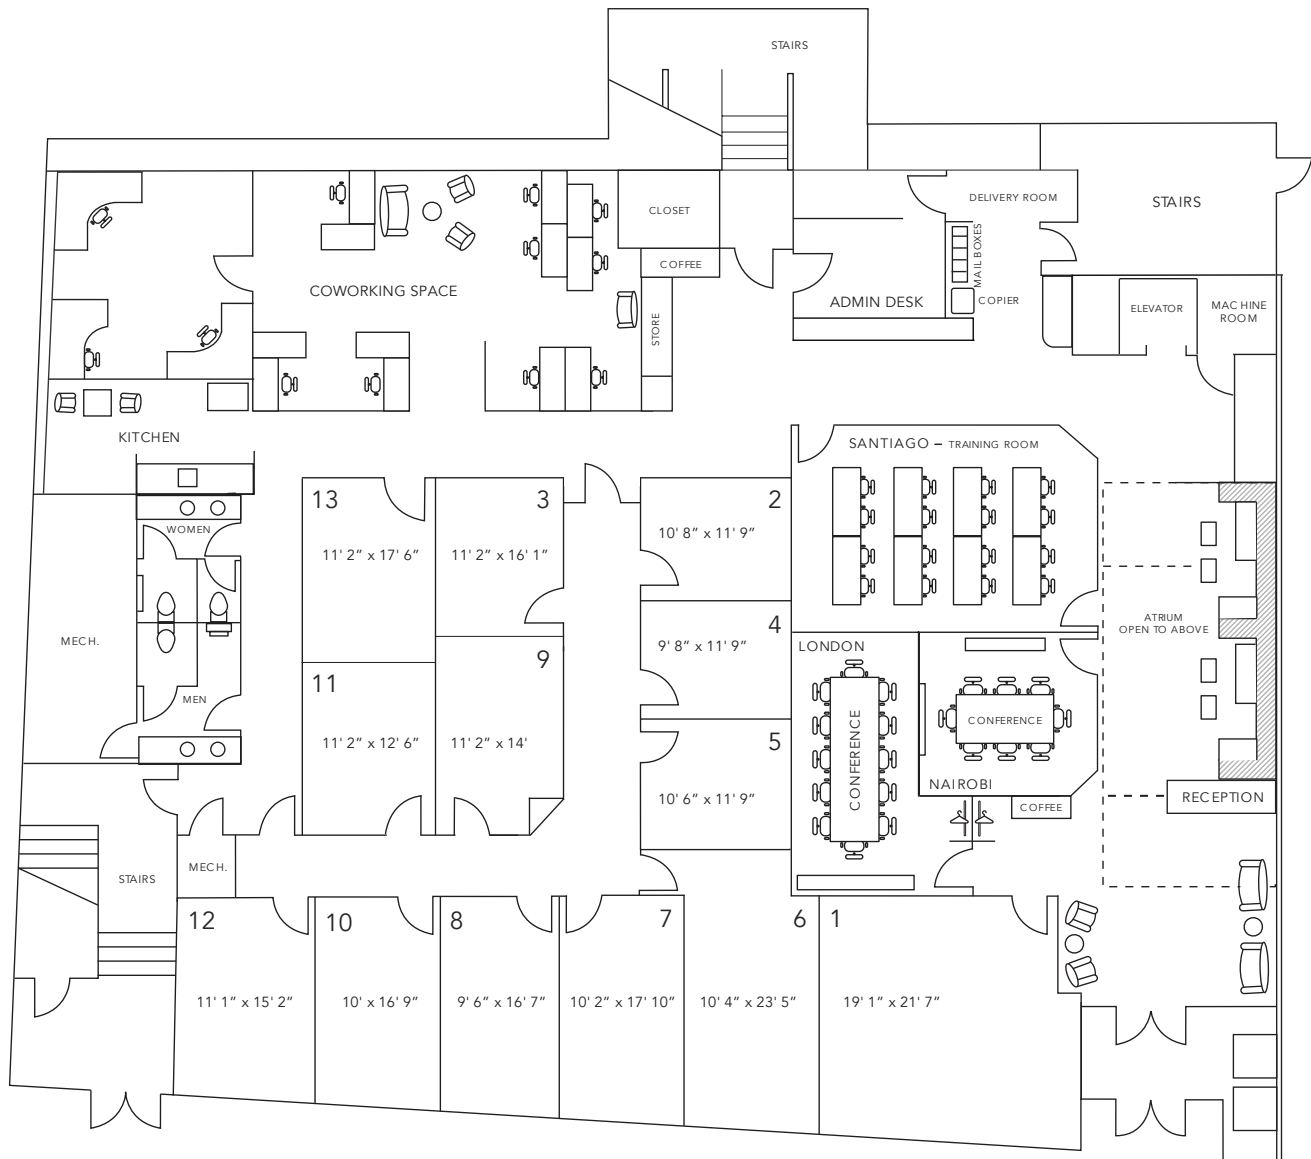 STAIRS
DELIVERY ROOM
STAIRS
CLOSET
MAIL BOXES
COFFEE
COWORKING SPACE
ADMIN DESK
COPIER
ELEVATOR
MACHINE
ROOM
STORE
KITCHEN
SANTIAGO – TRAINING ROOM
13
3
2
WOMEN
10' 8" x 11' 9"
11' 2" x 17' 6"
11' 2" x 16' 1"
ATRIUM
OPEN TO ABOVE
4
MECH.
9' 8" x 11' 9"
LONDON
9
11
MEN
CONFERENCE
CONFERENCE
5
11' 2" x 12' 6"
11' 2" x 14'
NAIROBI
10' 6" x 11' 9"
RECEPTION
COFFEE
MECH.
STAIRS
12
10
8
7
6
1
11' 1" x 15' 2"
10' x 16' 9"
9' 6" x 16' 7"
10' 2" x 17' 10"
10' 4" x 23' 5"
19' 1" x 21' 7"